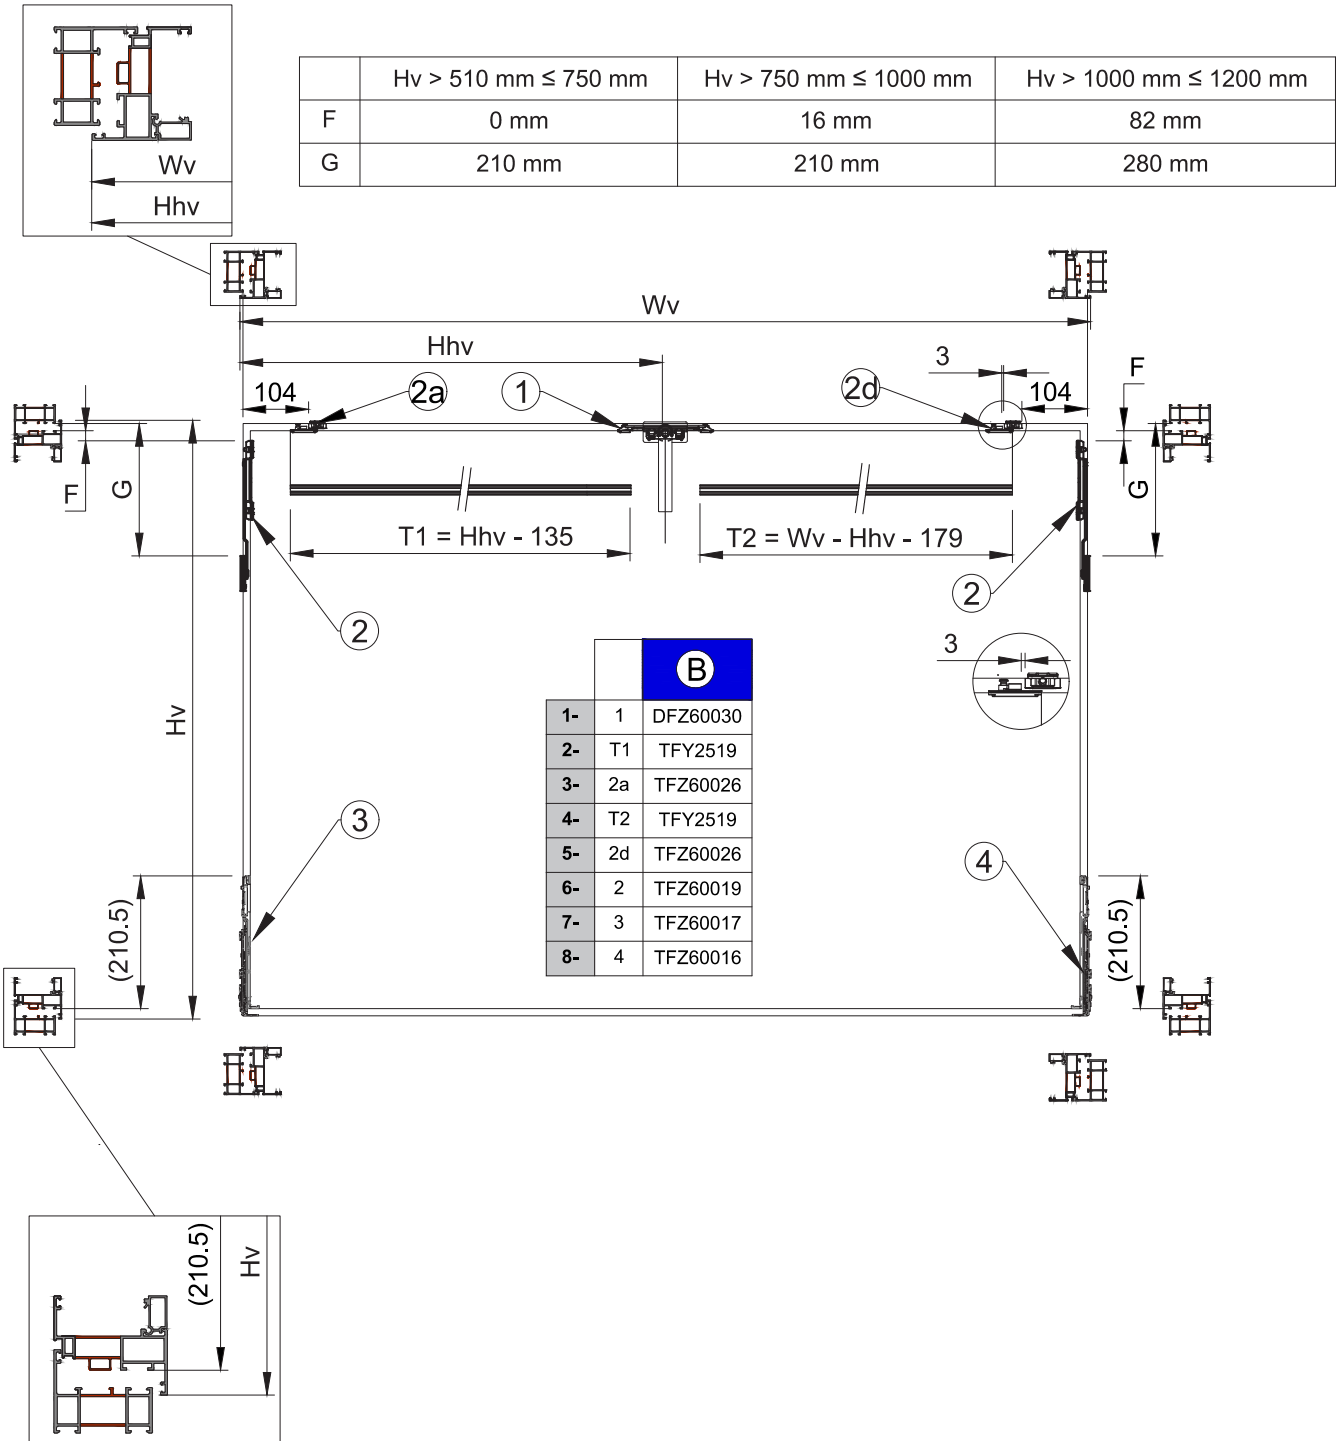 Hv > 510 mm ≤ 750 mm Hv > 750 mm ≤ 1000 mm Hv > 1000 mm ≤ 1200 mm
F 0 mm 16 mm 82 mm
G 210 mm 210 mm 280 mm
Wv
Hhv
Wv
Hhv
3
F
104
2a
1
2d
104
F
G
G
T1 = Hhv - 135
T2 = Wv - Hhv - 179
2
2
3
Hv
B
1- 1 DFZ60030
2- T1 TFY2519
3- 2a TFZ60026
4- T2 TFY2519
5- 2d TFZ60026
6- 2 TFZ60019
7- 3 TFZ60017
8- 4 TFZ60016
3
4
(210.5)
(210.5)
(210.5)
Hv